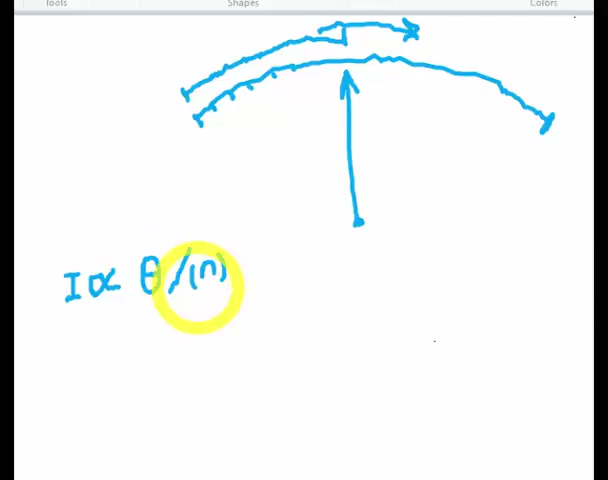 Tools Shapes Colors
I ∝ θ /(n)